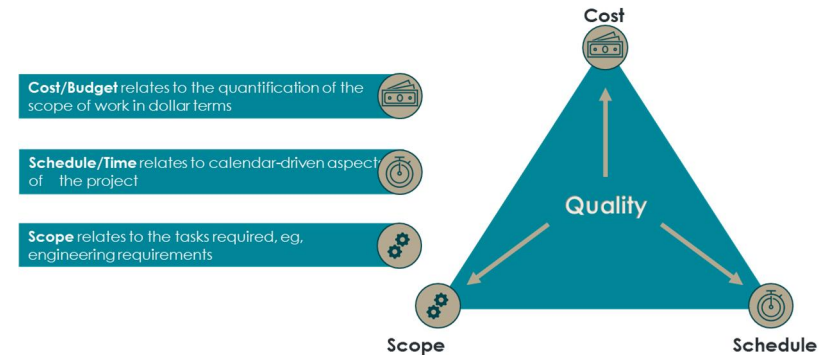 Cost
Cost/Budget relates to the quantification of the
scope of work in dollar terms
Schedule/Time relates to calendar-driven aspects
of the project
Quality
Scope relates to the tasks required, eg,
engineering requirements
Scope
Schedule